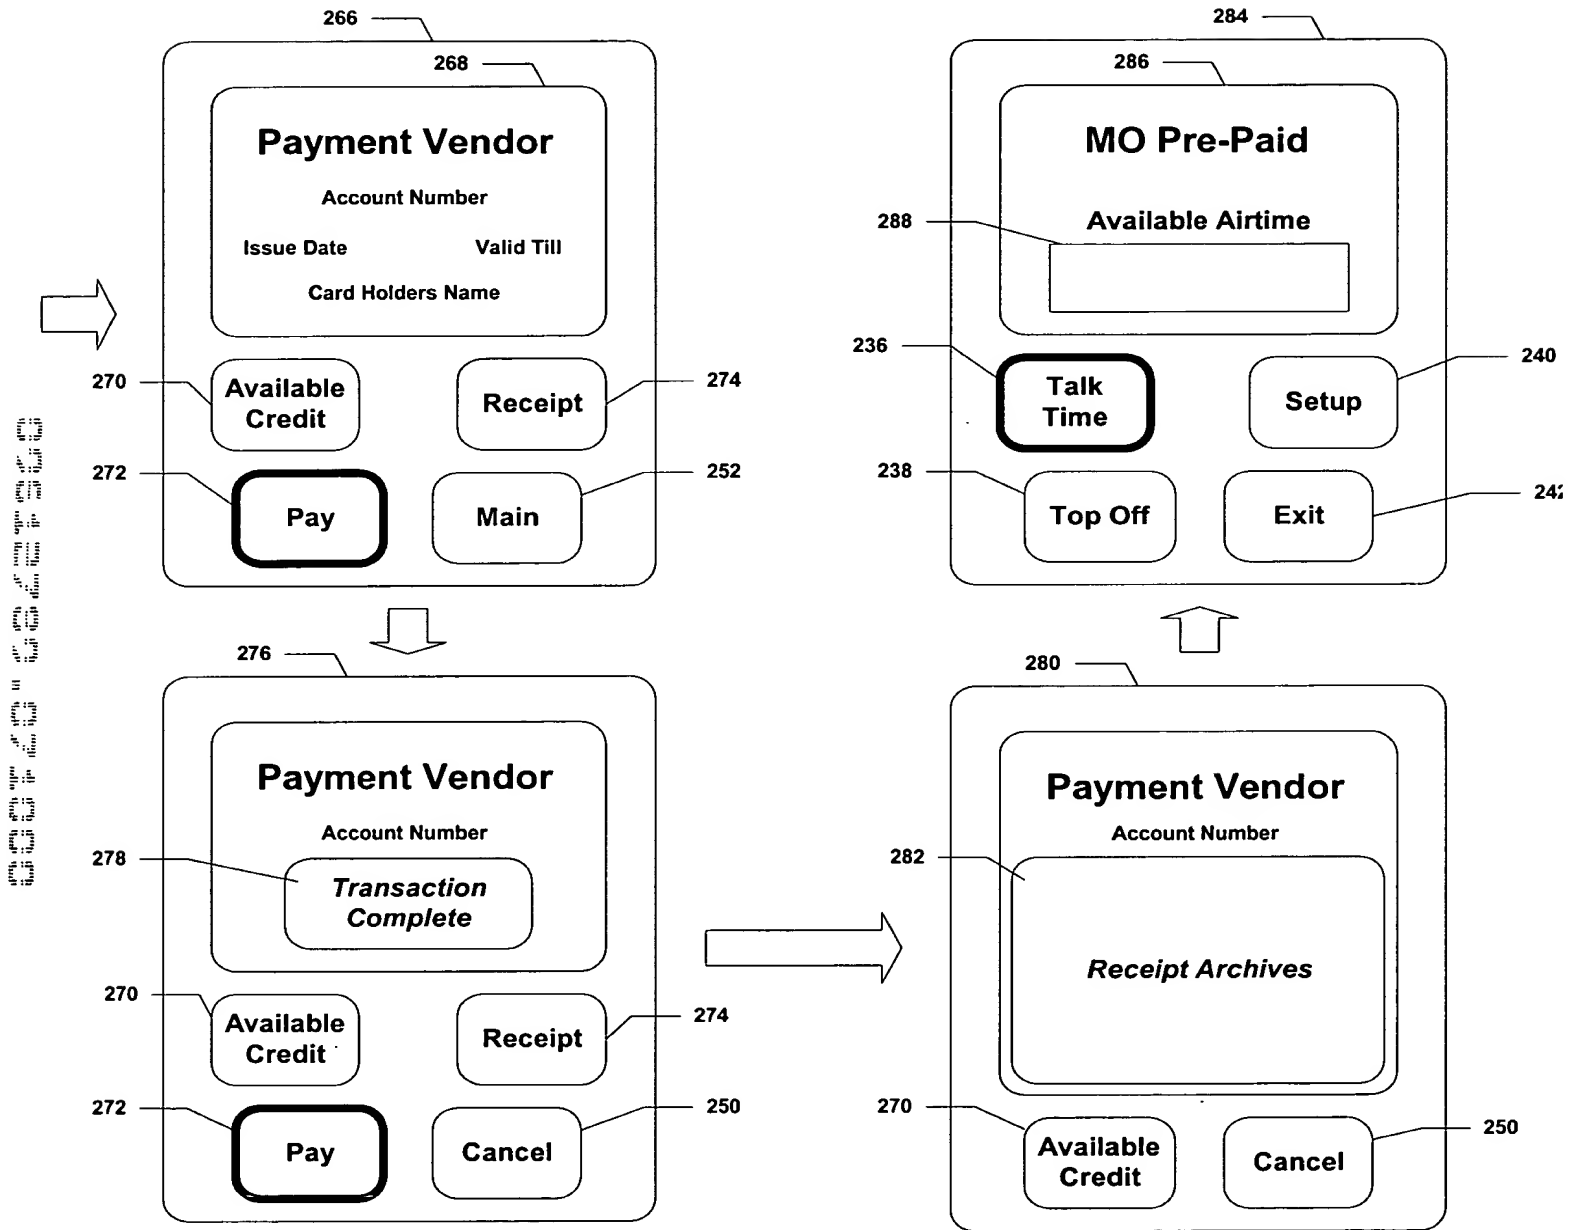 266
268
Payment Vendor
Account Number
Issue Date Valid Till
Card Holders Name
270
Available
Credit
274
Receipt
272
Pay
252
Main
284
286
MO Pre-Paid
288
Available Airtime
236
Talk
Time
240
Setup
238
Top Off
Exit
276
Payment Vendor
Account Number
278
Transaction
Complete
270
Available
Credit
274
Receipt
272
Pay
250
Cancel
280
Payment Vendor
Account Number
282
Receipt Archives
270
Available
Credit
250
Cancel